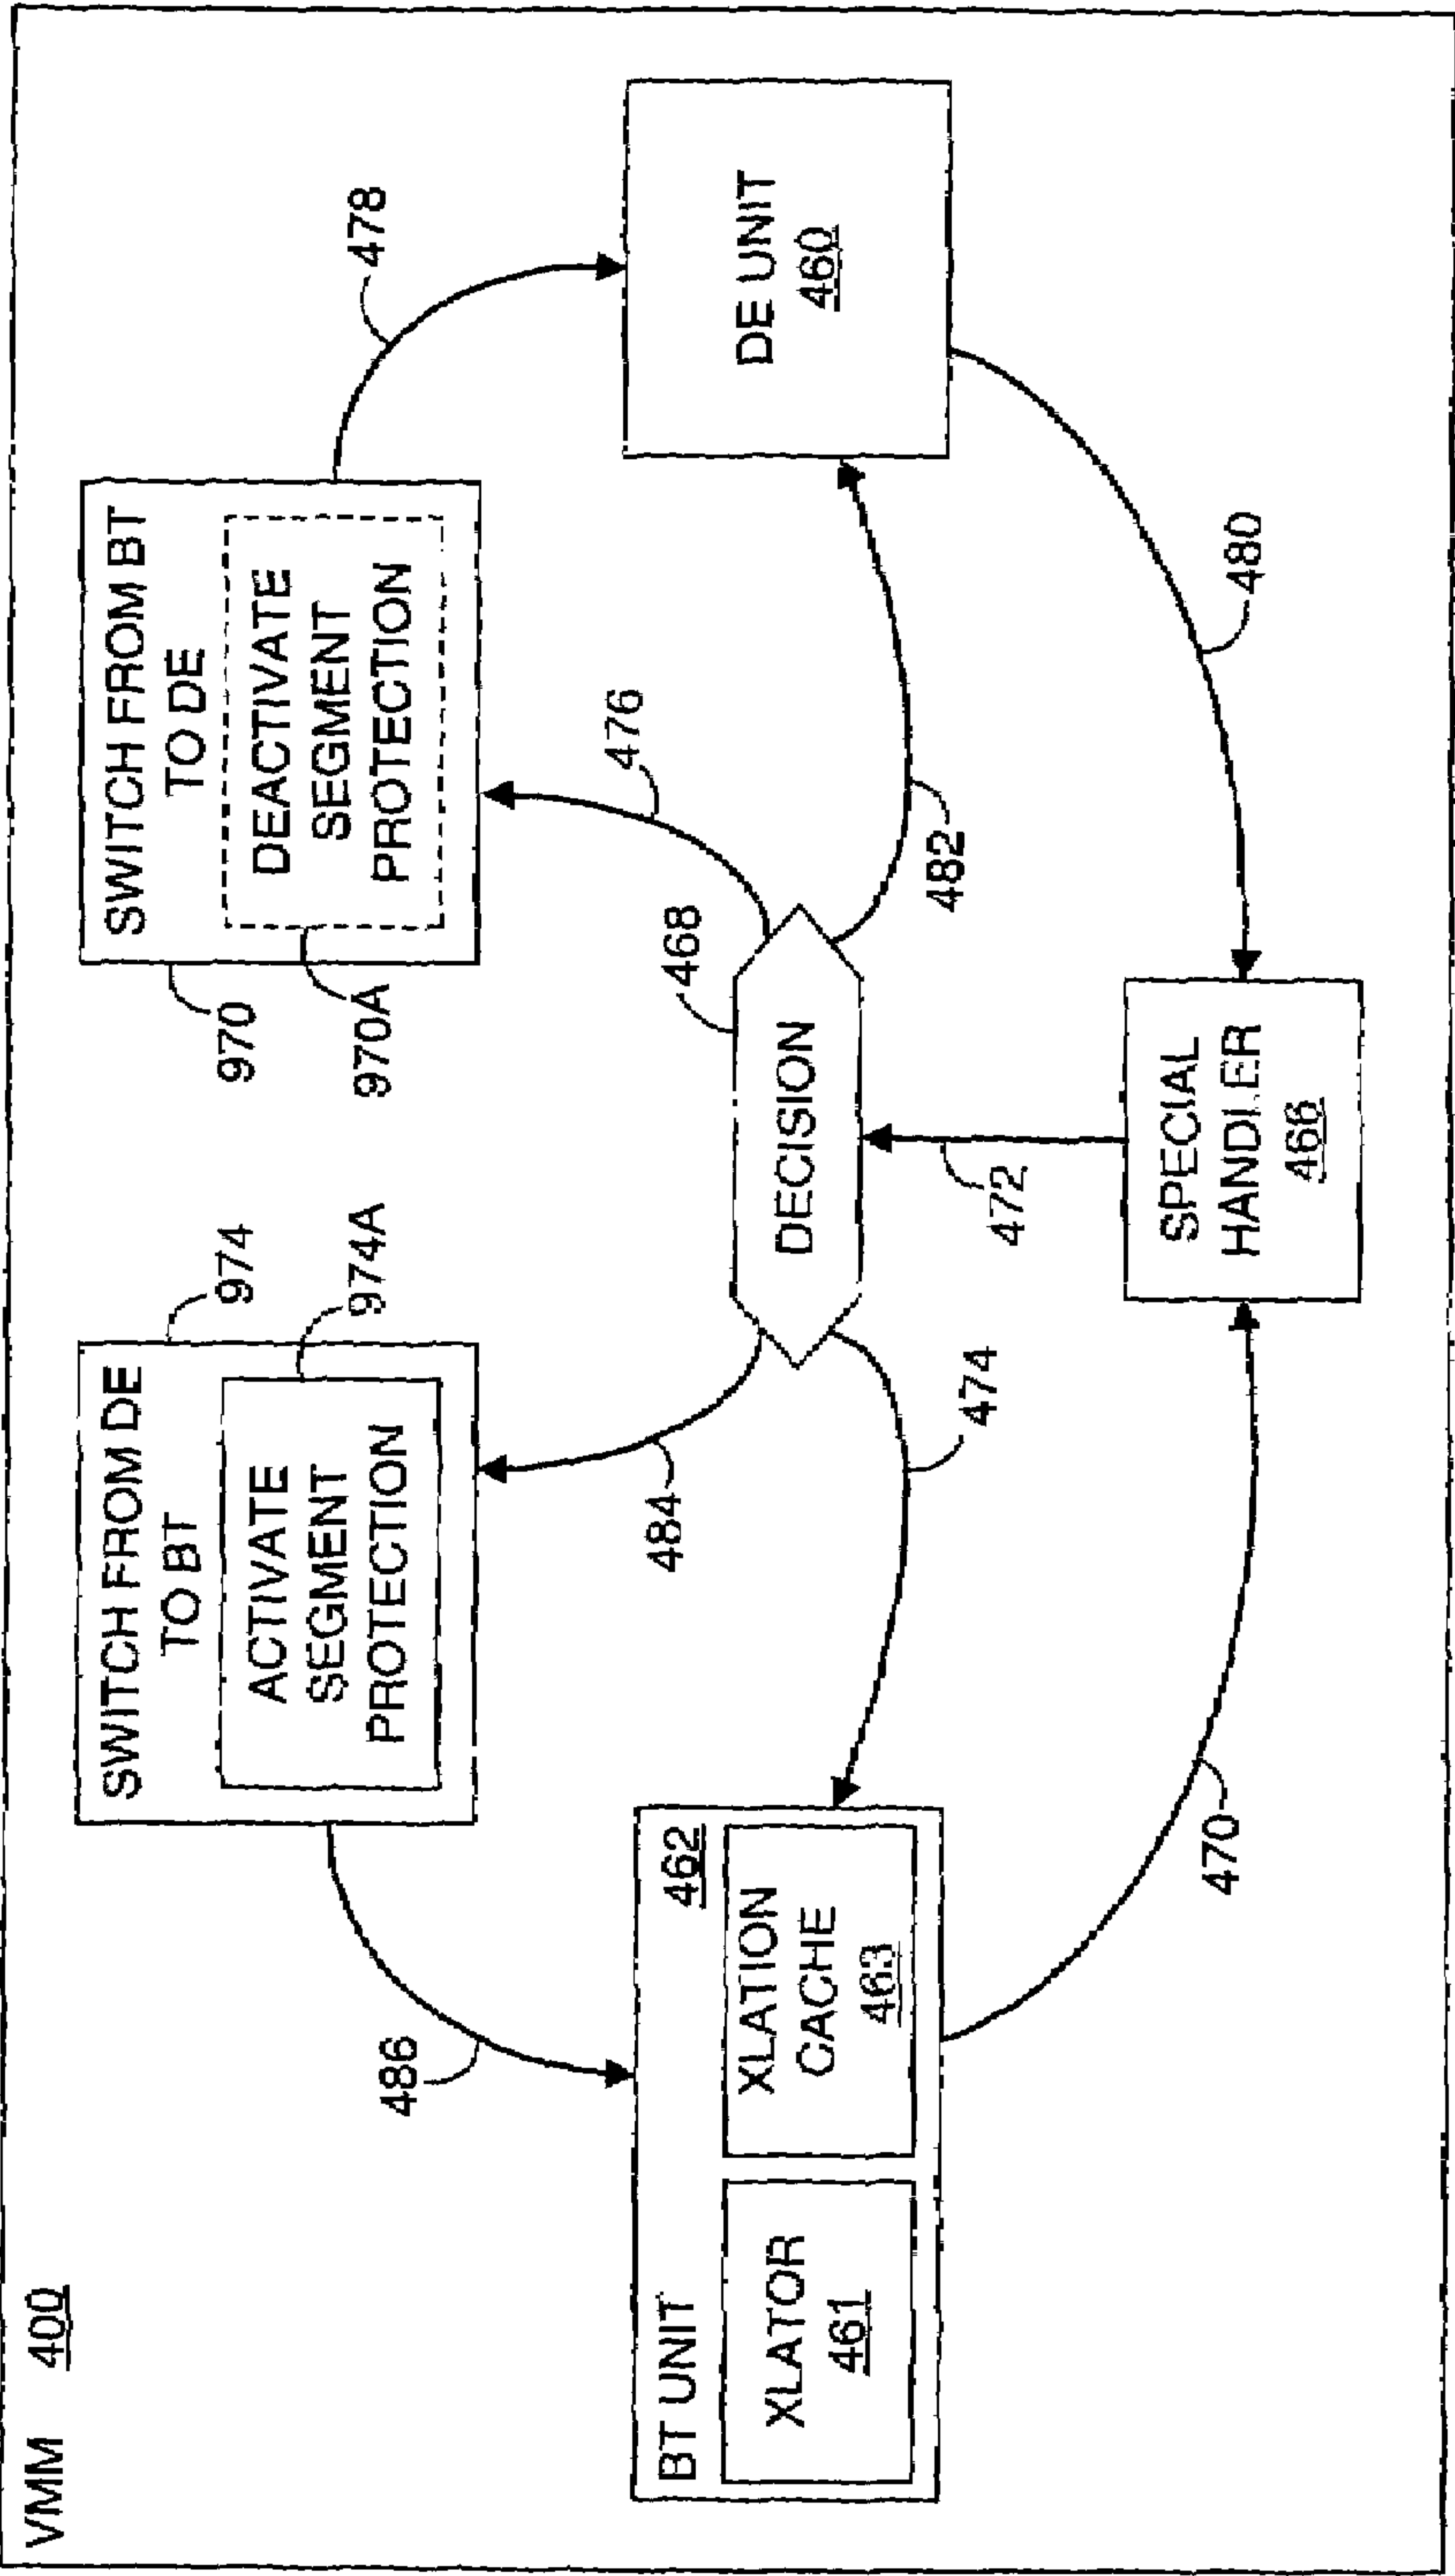 VMM 400
SWITCH FROM DE
TO BT
ACTIVATE
SEGMENT
PROTECTION
974
974A
SWITCH FROM BT
TO DE
DEACTIVATE
SEGMENT
PROTECTION
970
970A
486
484
468
476
478
BT UNIT 462
XLATOR
461
XLATION
CACHE
463
DECISION
DE UNIT
460
474
472
482
470
SPECIAL
HANDLER
466
480